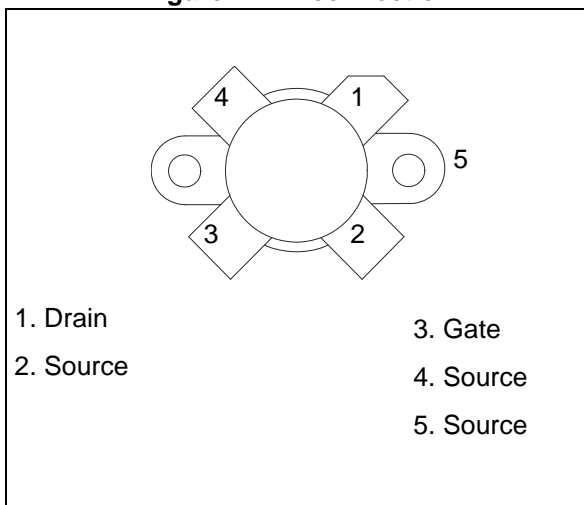 4
1
5
3
2
1. Drain
2. Source
3. Gate
4. Source
5. Source